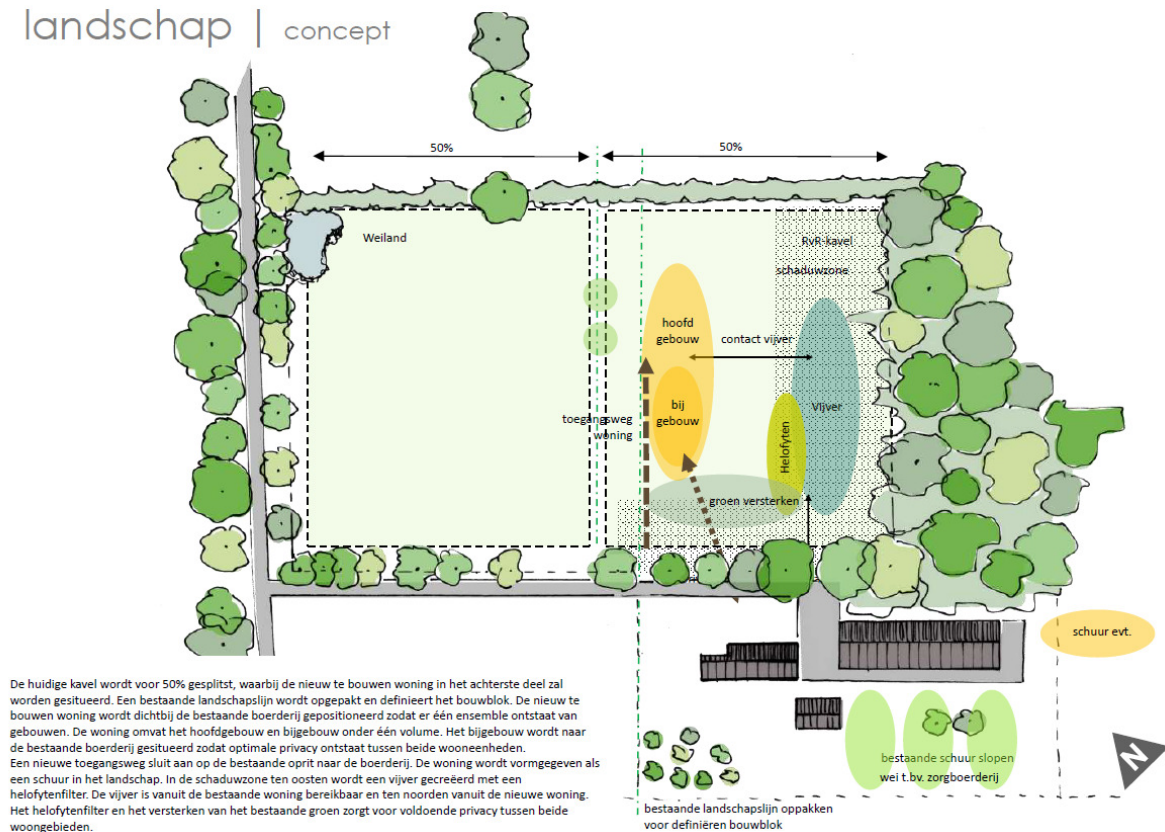 landschap | concept
50%
50%
Weiland
RvR-kavel
schaduwzone
hoofd
gebouw
contact vijver
bij
gebouw
toegangsweg
woning
Helofyten
Vijver
groen versterken
schuur evt.
De huidige kavel wordt voor 50% gesplitst, waarbij de nieuw te bouwen woning in het achterste deel zal
worden gesitueerd. Een bestaande landschapslijn wordt opgepakt en definieert het bouwblok. De nieuw te
bouwen woning wordt dichtbij de bestaande boerderij gepositioneerd zodat er één ensemble ontstaat van
gebouwen. De woning omvat het hoofdgebouw en bijgebouw onder één volume. Het bijgebouw wordt naar
de bestaande boerderij gesitueerd zodat optimale privacy ontstaat tussen beide wooneenheden.
Een nieuwe toegangsweg sluit aan op de bestaande oprit naar de boerderij. De woning wordt vormgegeven als
een schuur in het landschap. In de schaduwzone ten oosten wordt een vijver gecreëerd met een
helofytenfilter. De vijver is vanuit de bestaande woning bereikbaar en ten noorden vanuit de nieuwe woning.
Het helofytenfilter en het versterken van het bestaande groen zorgt voor voldoende privacy tussen beide
woongebieden.
bestaande schuur slopen
wei t.bv. zorgboerderij
N
bestaande landschapslijn oppakken
voor definiëren bouwblok